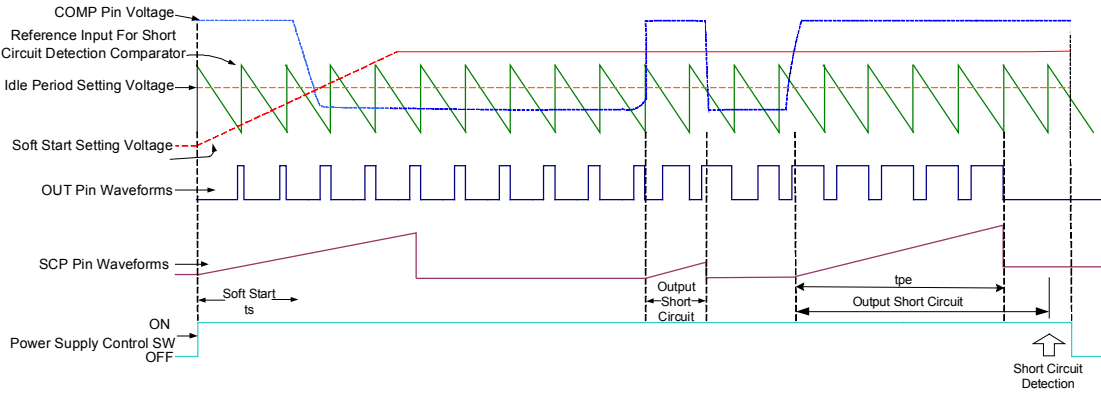 COMP Pin Voltage
Reference Input For Short
Circuit Detection Comparator
Idle Period Setting Voltage
Soft Start Setting Voltage
OUT Pin Waveforms
SCP Pin Waveforms
Soft Start
ts
Output
Short
Circuit
tpe
Output Short Circuit
ON
Power Supply Control SW
OFF
Short Circuit
Detection